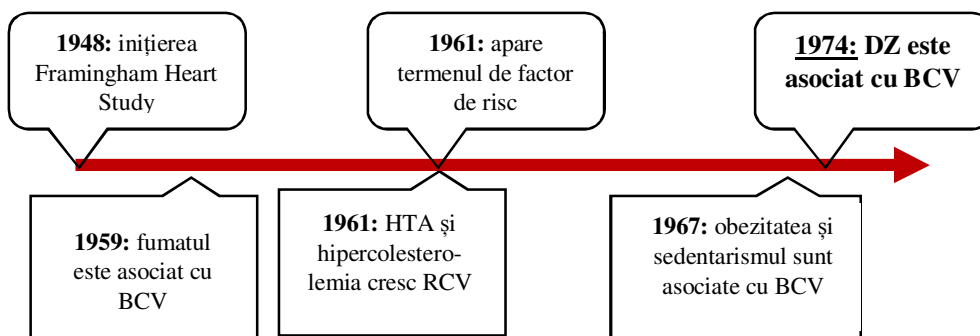 1948: inițierea
Framingham Heart
Study
1961: apare
termenul de factor
de risc
1974: DZ este
asociat cu BCV
1959: fumatul
este asociat cu
BCV
1961: HTA și
hipercolestero-
lemia cresc RCV
1967: obezitatea și
sedentarismul sunt
asociate cu BCV